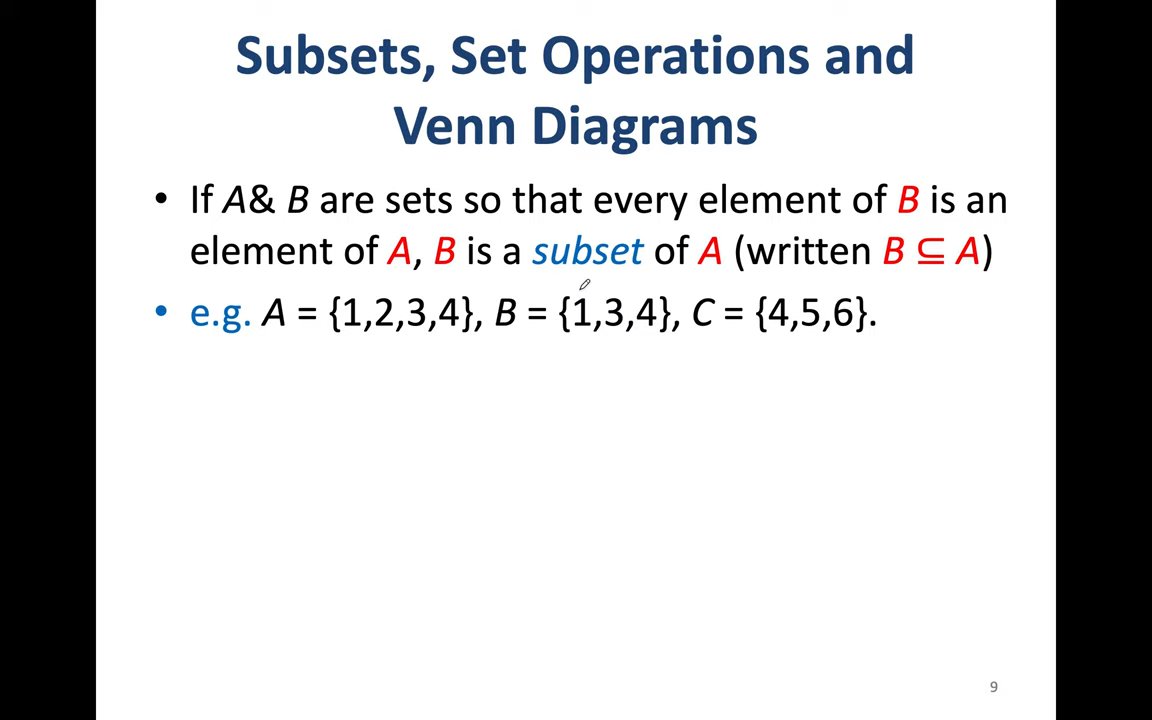 Subsets, Set Operations and
Venn Diagrams
• If A& B are sets so that every element of B is an
element of A, B is a subset of A (written B ⊆ A)
• e.g. A = {1,2,3,4}, B = {1,3,4}, C = {4,5,6}.
9